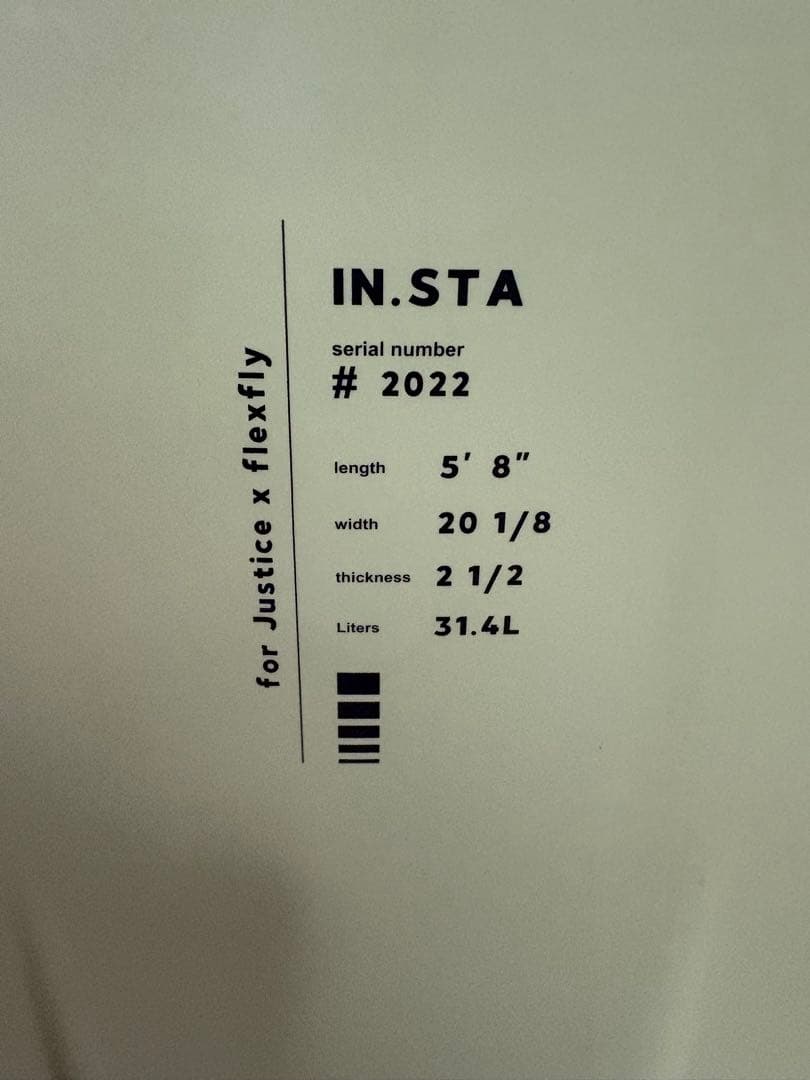 for Justice x flexfly
IN.STA
serial number
# 2022
length 5' 8"
width 20 1/8
thickness 2 1/2
Liters 31.4L